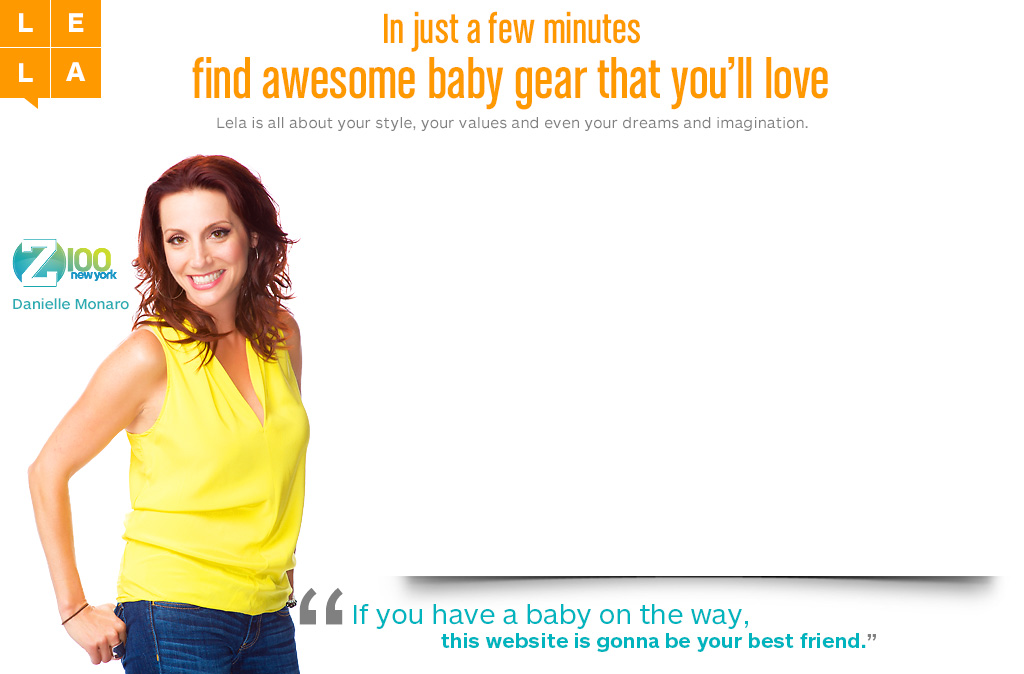 L E
L A
In just a few minutes
find awesome baby gear that you’ll love
Lela is all about your style, your values and even your dreams and imagination.
Z100
new york
Danielle Monaro
“ If you have a baby on the way,
this website is gonna be your best friend.”